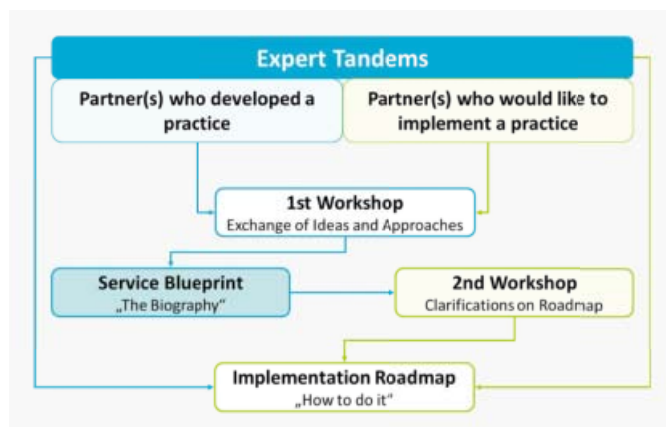 Expert Tandems
Partner(s) who developed a
practice
Partner(s) who would like to
implement a practice
1st Workshop
Exchange of Ideas and Approaches
Service Blueprint
„The Biography“
2nd Workshop
Clarifications on Roadmap
Implementation Roadmap
„How to do it“